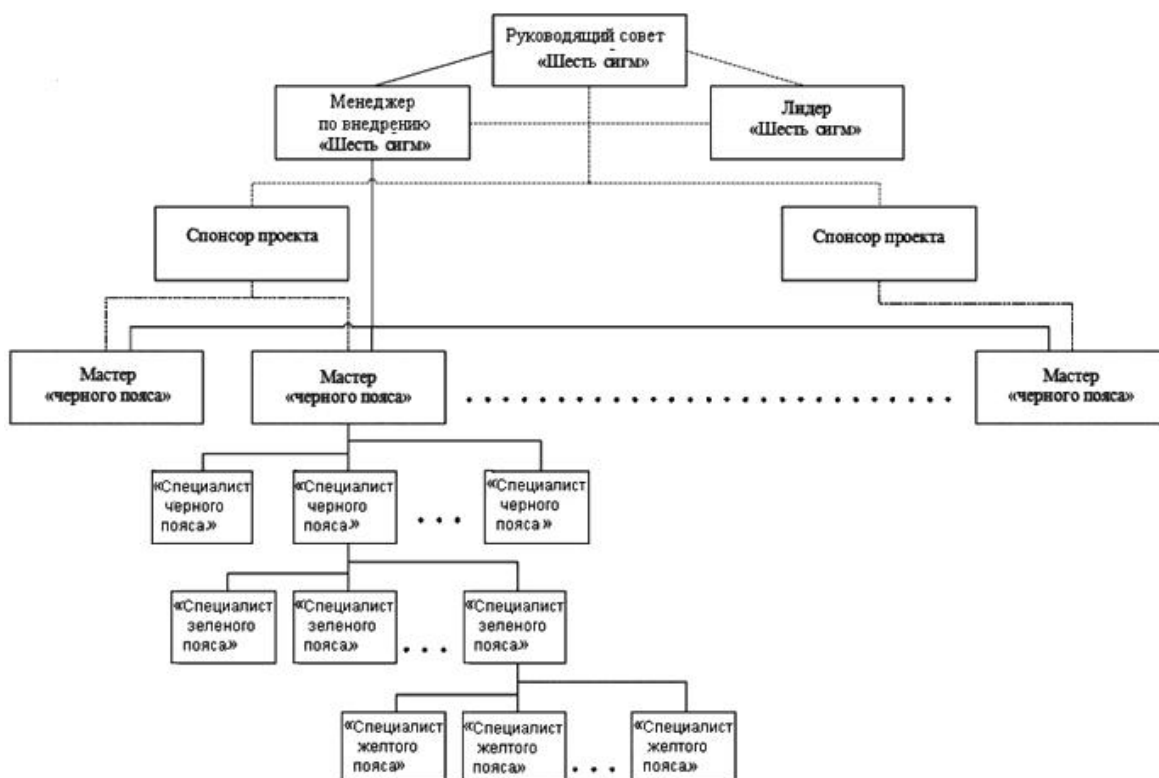 Руководящий совет
«Шесть сигм»
Менеджер
по внедрению
«Шесть сигм»
Лидер
«Шесть сигм»
Спонсор проекта
Спонсор проекта
Мастер
«черного пояса»
Мастер
«черного пояса»
Мастер
«черного пояса»
«Специалист
черного
пояса»
«Специалист
черного
пояса»
«Специалист
черного
пояса»
«Специалист
зеленого
пояса»
«Специалист
зеленого
пояса»
«Специалист
зеленого
пояса»
«Специалист
желтого
пояса»
«Специалист
желтого
пояса»
«Специалист
желтого
пояса»